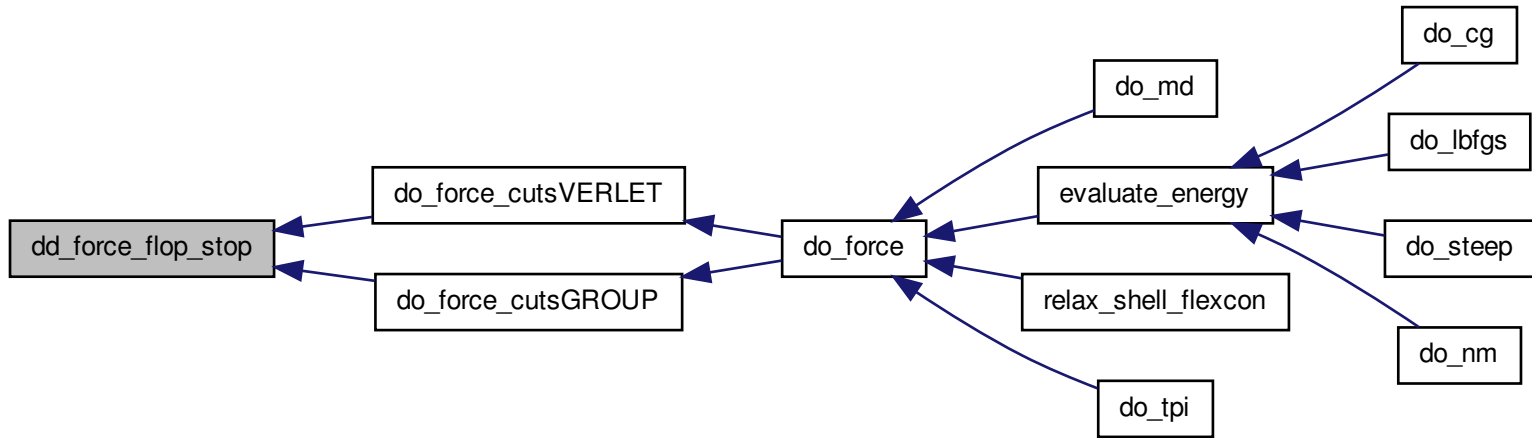 dd_force_flop_stop
do_force_cutsVERLET
do_force_cutsGROUP
do_force
do_md
evaluate_energy
relax_shell_flexcon
do_tpi
do_cg
do_lbfgs
do_steep
do_nm